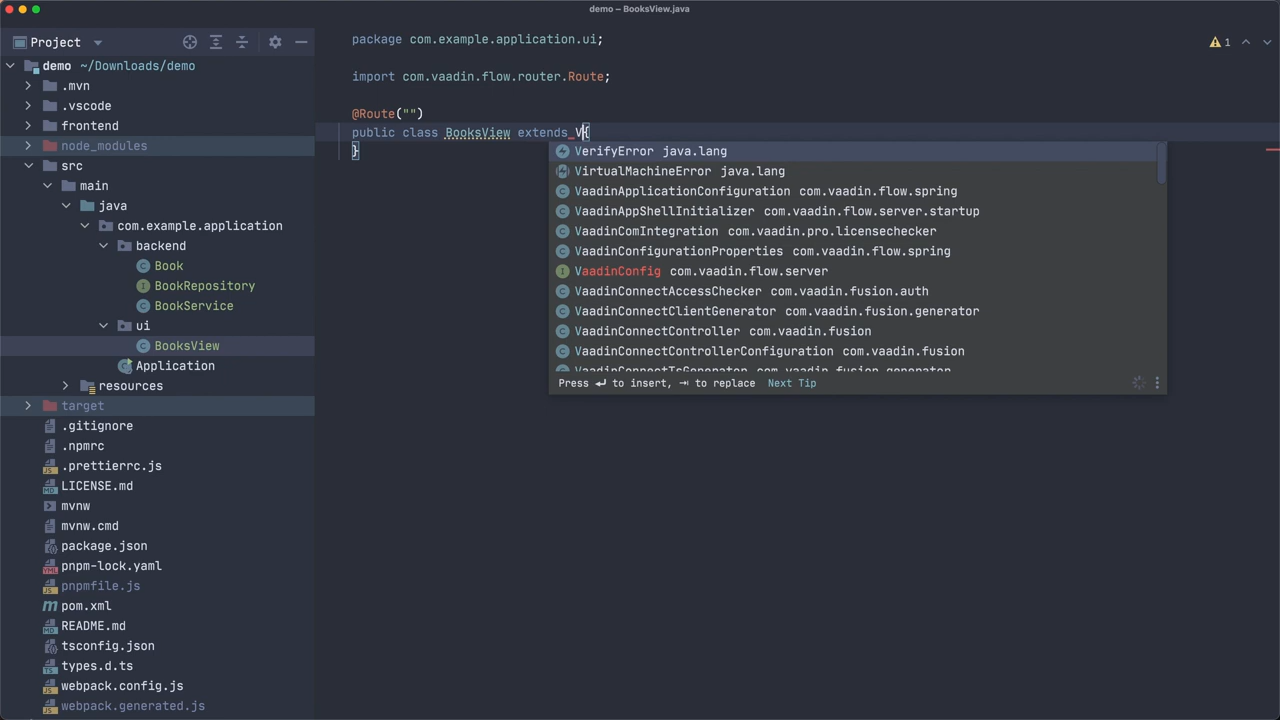 demo – BooksView.java
Project
demo ~/Downloads/demo
.mvn
.vscode
frontend
node_modules
src
main
java
com.example.application
backend
Book
BookRepository
BookService
ui
BooksView
Application
resources
target
.gitignore
.npmrc
.prettierrc.js
LICENSE.md
mvnw
mvnw.cmd
package.json
pnpm-lock.yaml
pnpmfile.js
pom.xml
README.md
tsconfig.json
types.d.ts
webpack.config.js
webpack.generated.js
package com.example.application.ui;
1
import com.vaadin.flow.router.Route;
@Route("")
public class BooksView extends V{
}
VerifyError java.lang
VirtualMachineError java.lang
VaadinApplicationConfiguration com.vaadin.flow.spring
VaadinAppShellInitializer com.vaadin.flow.server.startup
VaadinComIntegration com.vaadin.pro.licensechecker
VaadinConfigurationProperties com.vaadin.flow.spring
VaadinConfig com.vaadin.flow.server
VaadinConnectAccessChecker com.vaadin.fusion.auth
VaadinConnectClientGenerator com.vaadin.fusion.generator
VaadinConnectController com.vaadin.fusion
VaadinConnectControllerConfiguration com.vaadin.fusion
VaadinConnectTsGenerator com.vaadin.fusion.generator
Press ↵ to insert, ⇥ to replace Next Tip